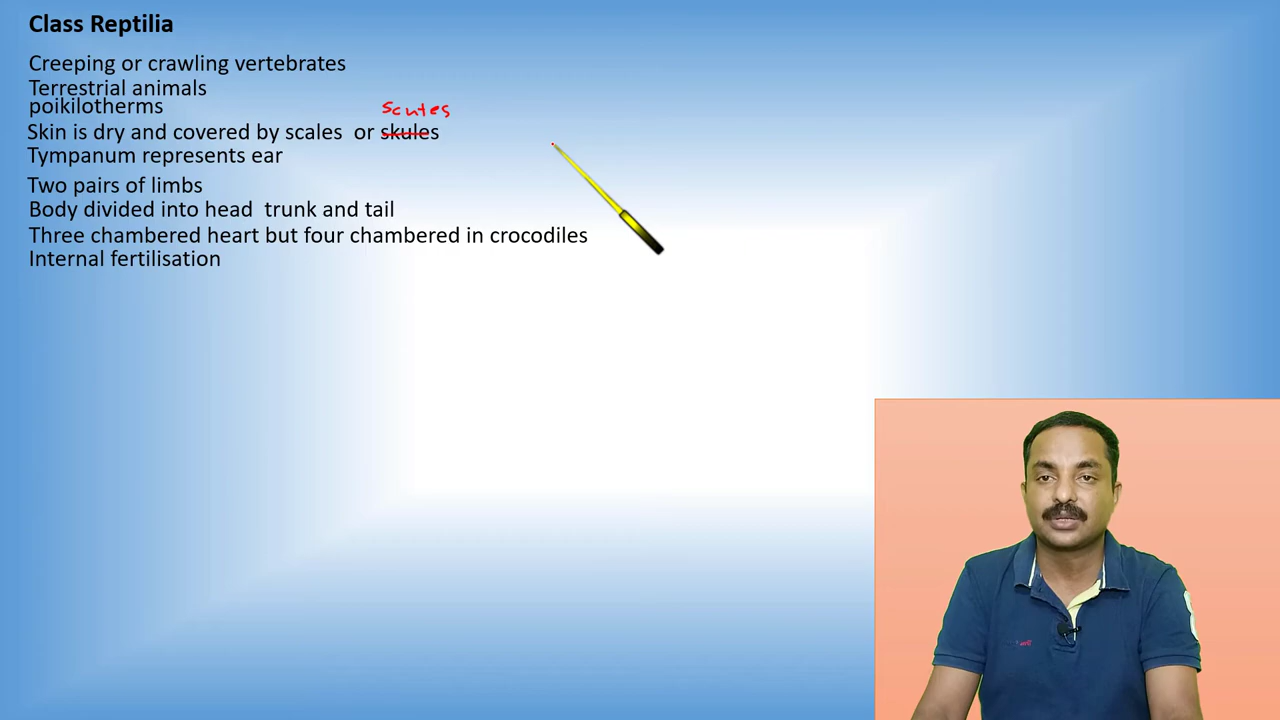 Class Reptilia
Creeping or crawling vertebrates
Terrestrial animals
poikilotherms
scutes
Skin is dry and covered by scales or skules
Tympanum represents ear
Two pairs of limbs
Body divided into head trunk and tail
Three chambered heart but four chambered in crocodiles
Internal fertilisation